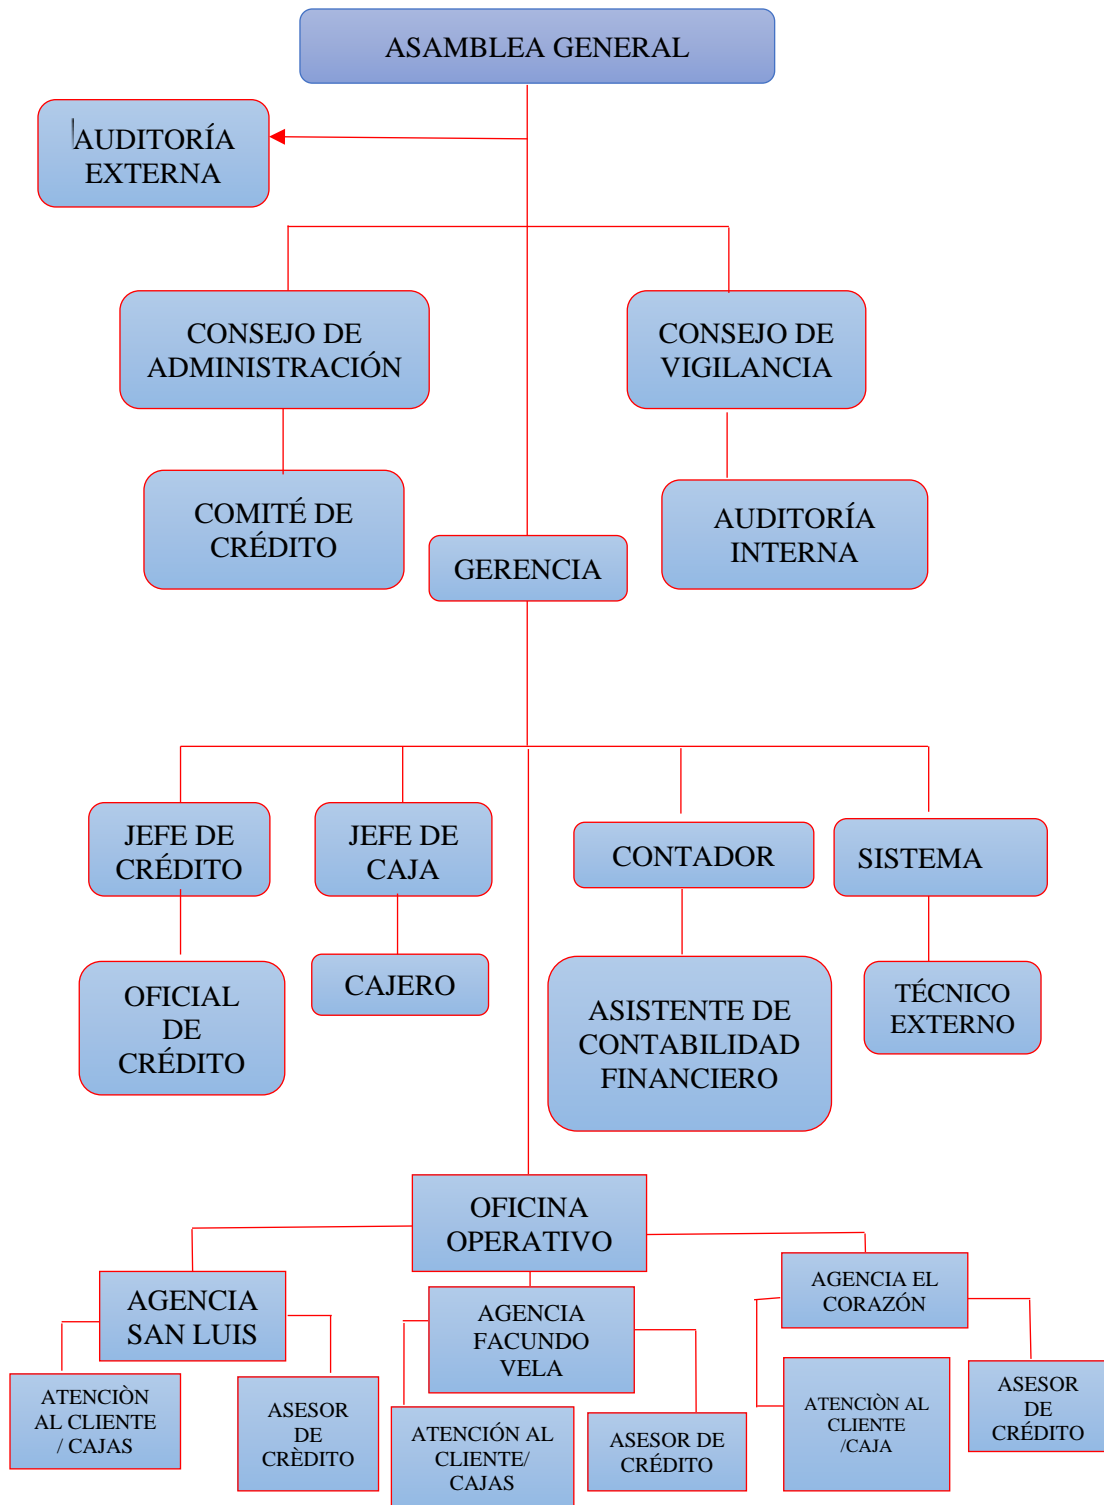 ASAMBLEA GENERAL
AUDITORÍA
EXTERNA
CONSEJO DE
ADMINISTRACIÓN
CONSEJO DE
VIGILANCIA
COMITÉ DE
CRÉDITO
AUDITORÍA
INTERNA
GERENCIA
JEFE DE
CRÉDITO
JEFE DE
CAJA
CONTADOR
SISTEMA
OFICIAL
DE
CRÉDITO
CAJERO
ASISTENTE DE
CONTABILIDAD
FINANCIERO
TÉCNICO
EXTERNO
OFICINA
OPERATIVO
AGENCIA
SAN LUIS
AGENCIA
FACUNDO
VELA
AGENCIA EL
CORAZÓN
ATENCIÒN
AL CLIENTE
/ CAJAS
ASESOR
DE
CRÈDITO
ATENCIÓN AL
CLIENTE/
CAJAS
ASESOR DE
CRÉDITO
ATENCIÒN AL
CLIENTE
/CAJA
ASESOR
DE
CRÉDITO